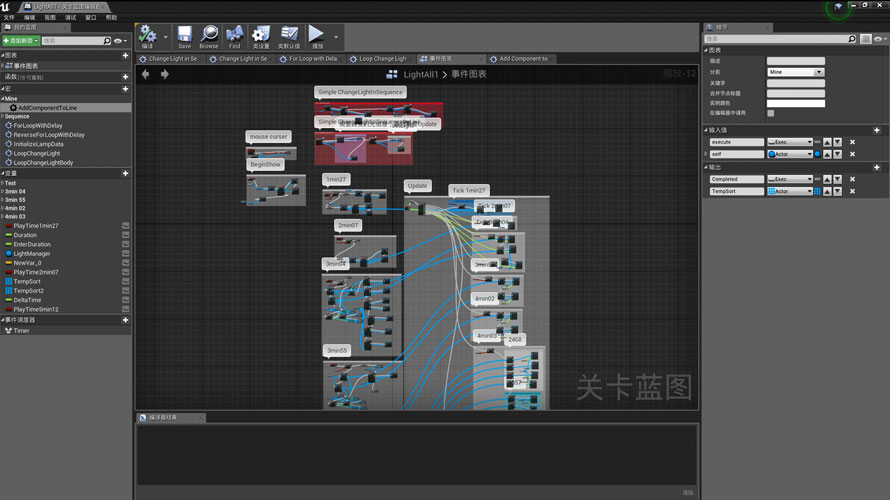 LightAll1 - 关卡蓝图编辑器
文件 编辑 视图 调试 窗口 帮助
我的蓝图
添加新项
搜索
图表
事件图表
函数 (18 可重载)
宏
Mine
AddComponentToLine
Sequence
ForLoopWithDelay
ReverseForLoopWithDelay
InitializeLampData
LoopChangeLight
LoopChangeLightBody
变量
Test
3min 04
3min 55
4min 02
4min 03
PlayTime1min27
Duration
EnterDuration
LightManager
NewVar_0
PlayTime2min07
TempSort
TempSort2
DeltaTime
PlayTime5min12
事件调度器
Timer
编译 Save Browse Find 类设置 类默认值 播放
Change Light in Se Change Light in Se For Loop with Dela Loop Change Ligh 事件图表 Add Component to
LightAll1 > 事件图表
缩放 -12
Simple ChangeLightInSequence
Update
mouse curser
BeginShow
1min27
Update
Tick 1min27
Tick 2min07
2min07
3min04
4min02
4min03
2468
3min55
关卡蓝图
编译器结果
清除
细节
搜索
图表
描述
分类 Mine
关键字
合并节点标题
实例颜色
在编辑器中调用
输入值
execute Exec
self Actor
输出
Completed Exec
TempSort Actor